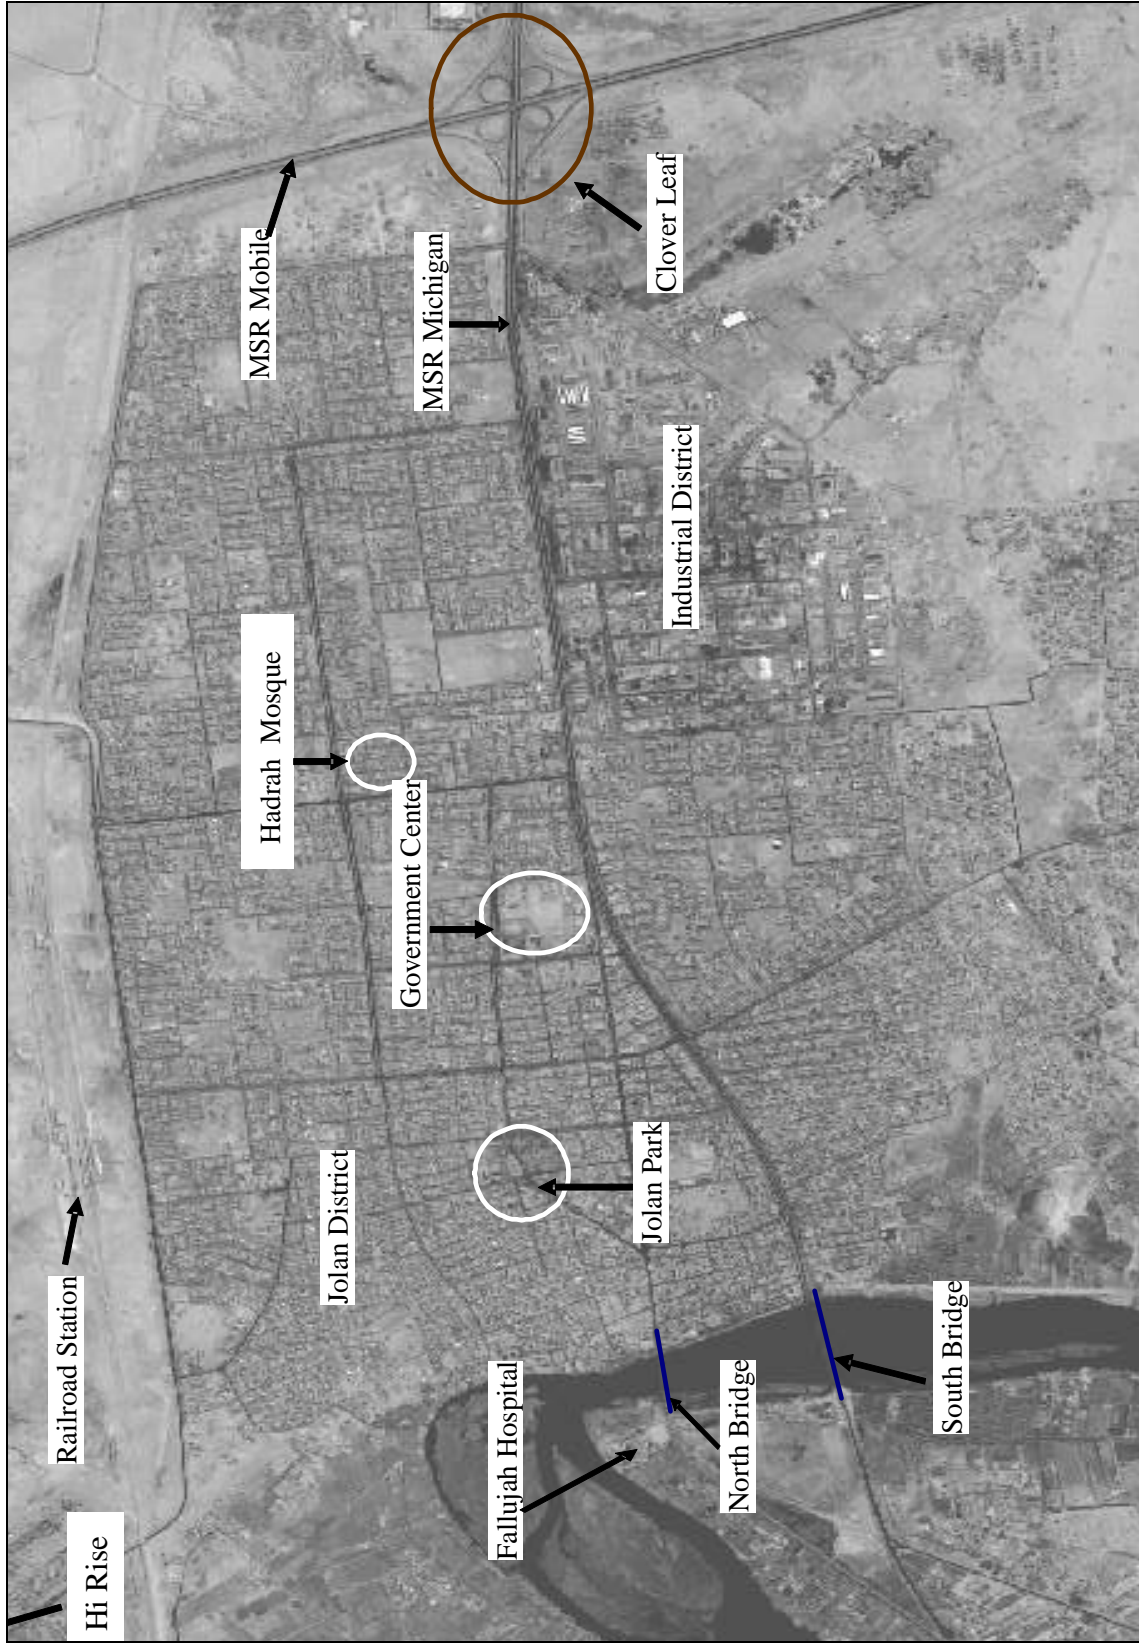 Hi Rise
Railroad Station
Jolan District
Hadrah Mosque
MSR Mobile
Government Center
MSR Michigan
Fallujah Hospital
Jolan Park
Industrial District
Clover Leaf
North Bridge
South Bridge